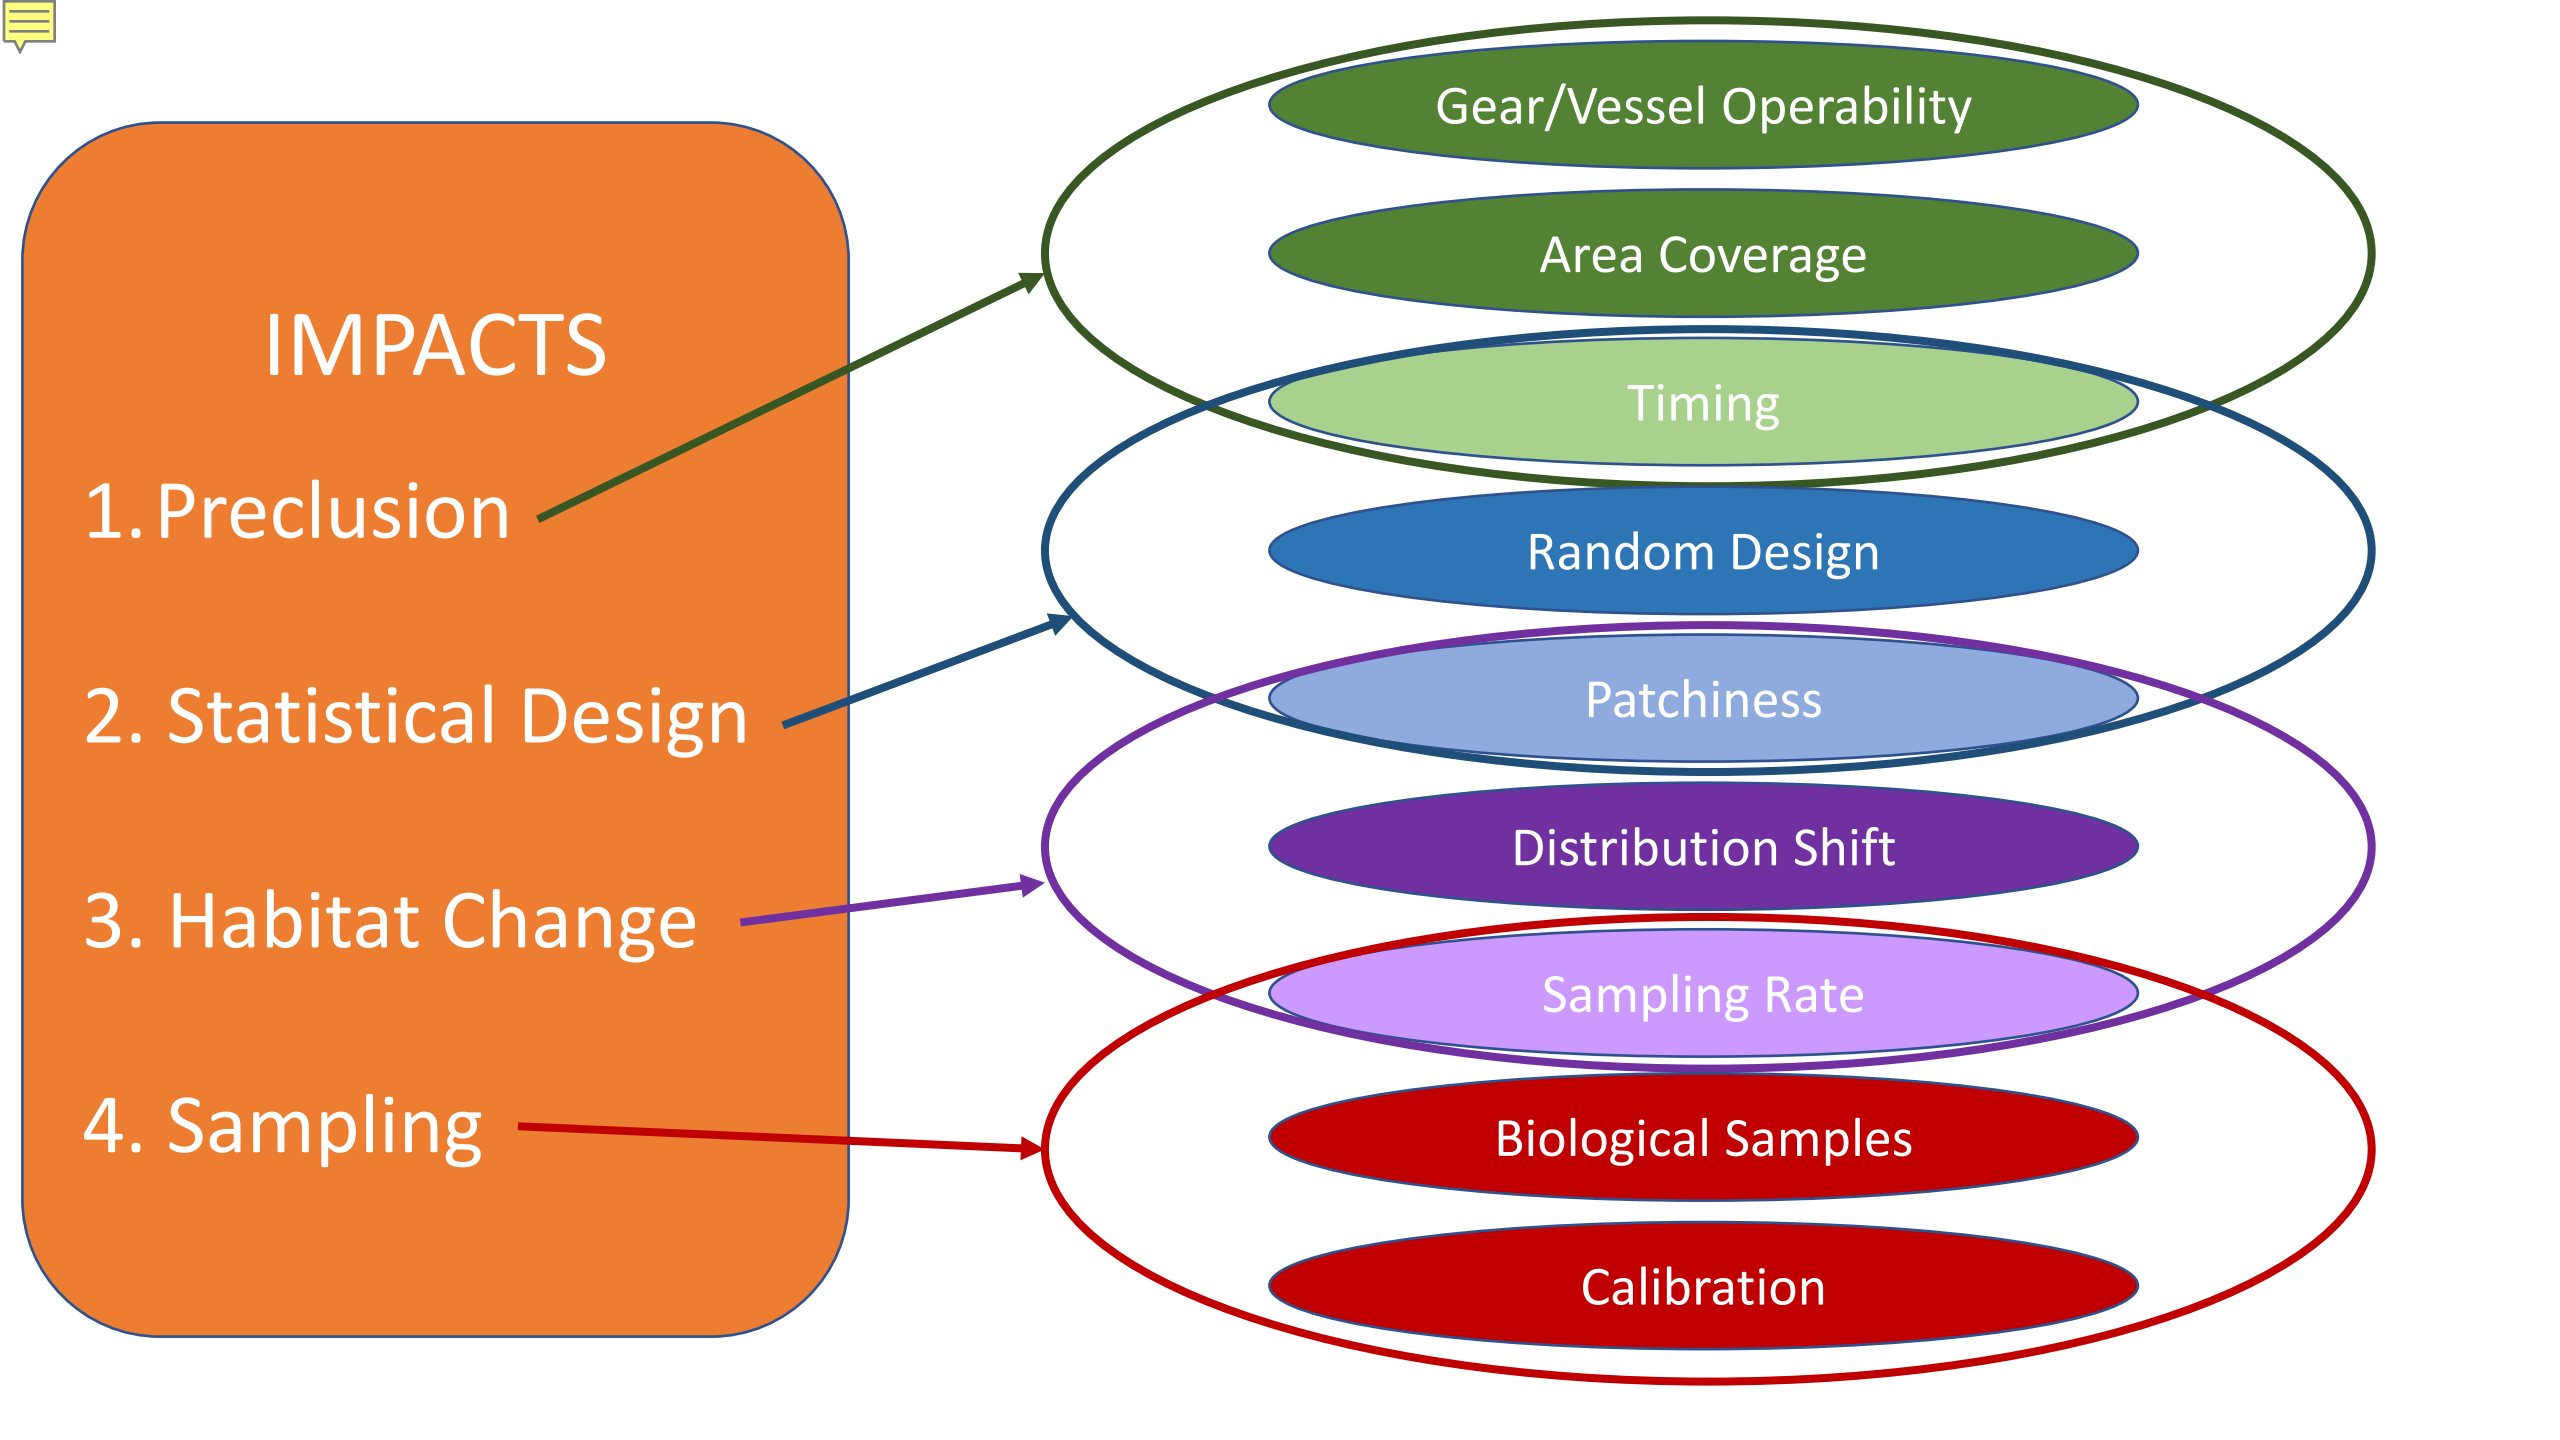 IMPACTS
1. Preclusion
2. Statistical Design
3. Habitat Change
4. Sampling
Gear/Vessel Operability
Area Coverage
Timing
Random Design
Patchiness
Distribution Shift
Sampling Rate
Biological Samples
Calibration